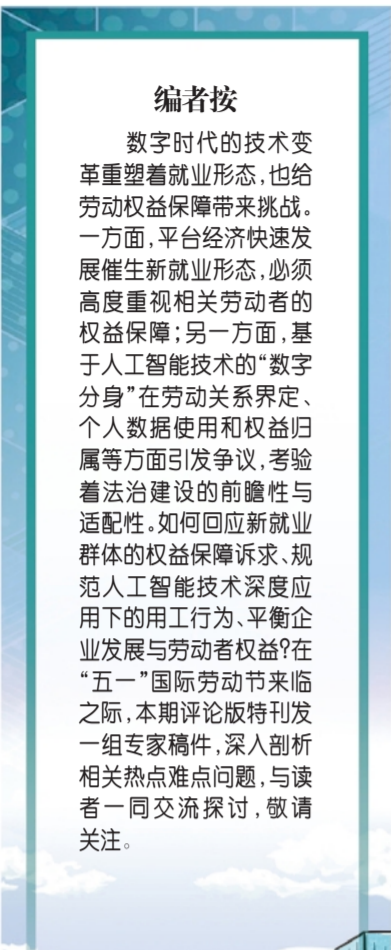 编者按
数字时代的技术变
革重塑着就业形态，也给
劳动权益保障带来挑战。
一方面，平台经济快速发
展催生新就业形态，必须
高度重视相关劳动者的
权益保障；另一方面，基
于人工智能技术的“数字
分身”在劳动关系界定、
个人数据使用和权益归
属等方面引发争议，考验
着法治建设的前瞻性与
适配性。如何回应新就业
群体的权益保障诉求、规
范人工智能技术深度应
用下的用工行为、平衡企
业发展与劳动者权益？在
“五一”国际劳动节来临
之际，本期评论版特刊发
一组专家稿件，深入剖析
相关热点难点问题，与读
者一同交流探讨，敬请
关注。